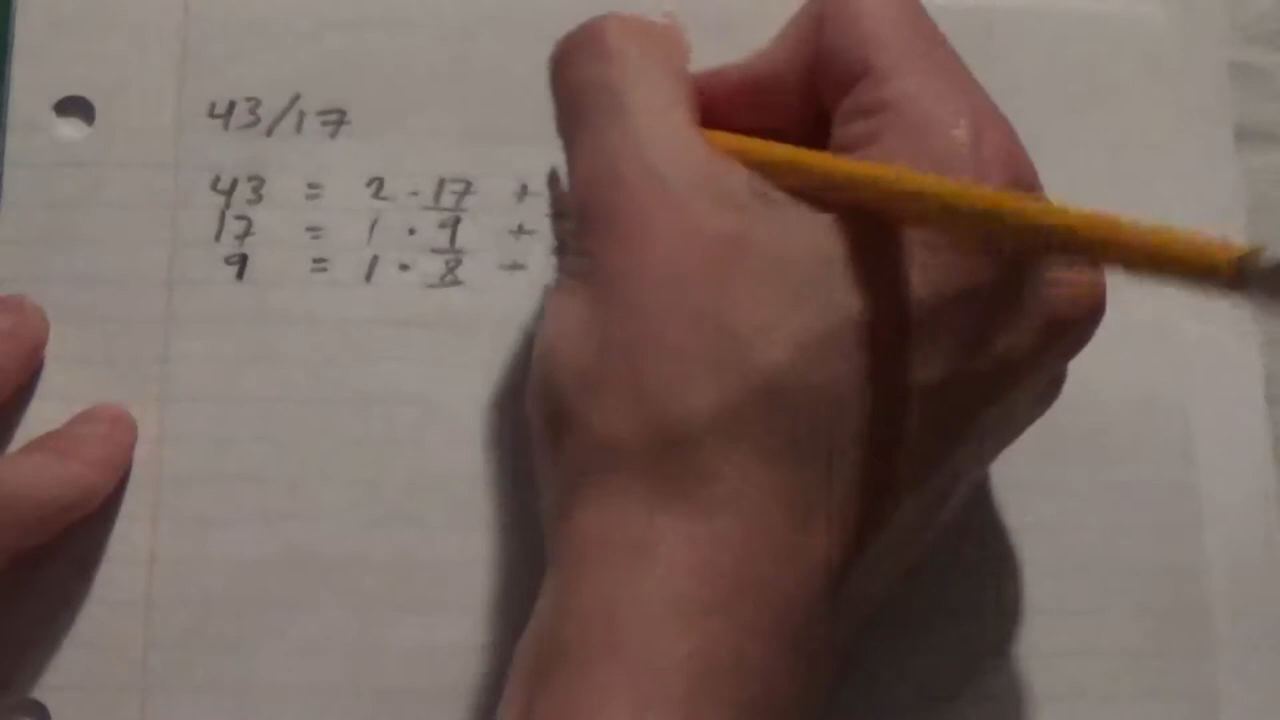 43/17
43 = 2 · 17 +
17 = 1 · 9 +
9 = 1 · 8 +